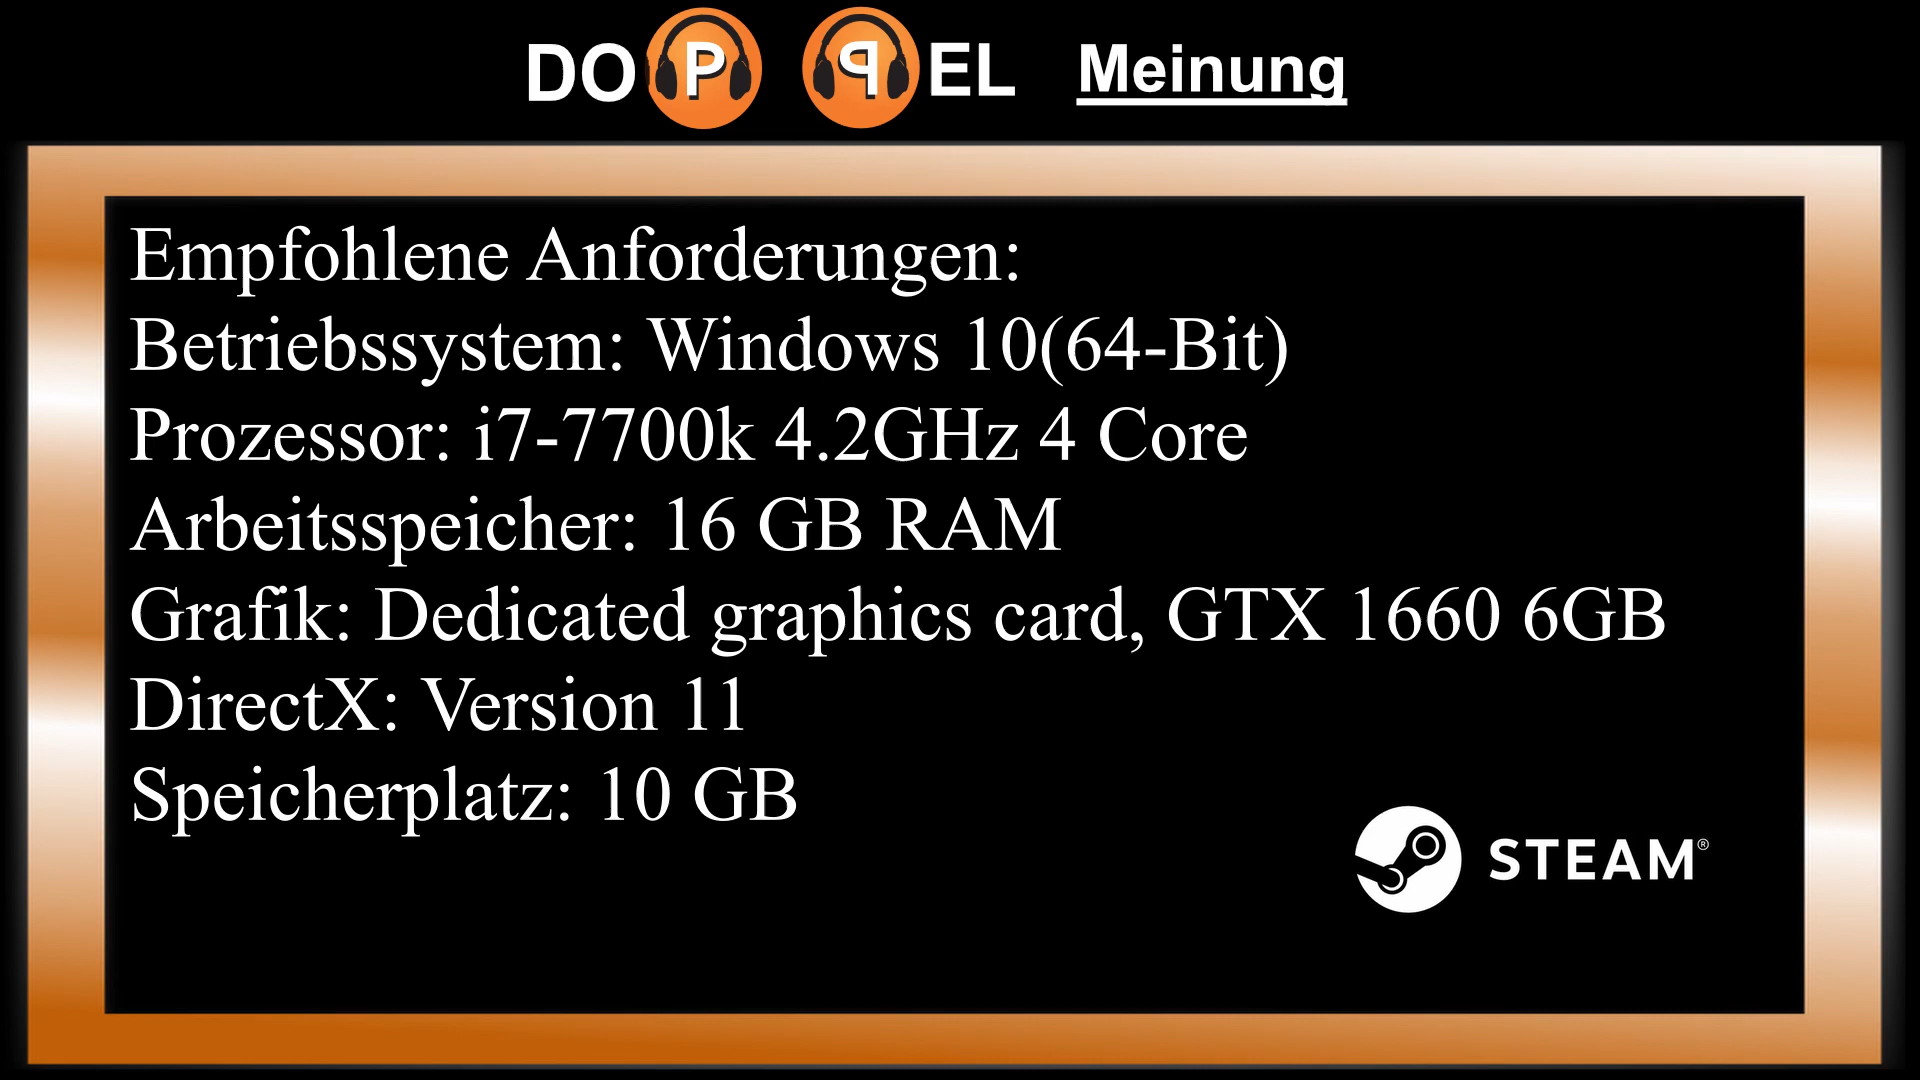 DOPPEL Meinung
Empfohlene Anforderungen:
Betriebssystem: Windows 10(64-Bit)
Prozessor: i7-7700k 4.2GHz 4 Core
Arbeitsspeicher: 16 GB RAM
Grafik: Dedicated graphics card, GTX 1660 6GB
DirectX: Version 11
Speicherplatz: 10 GB
STEAM®